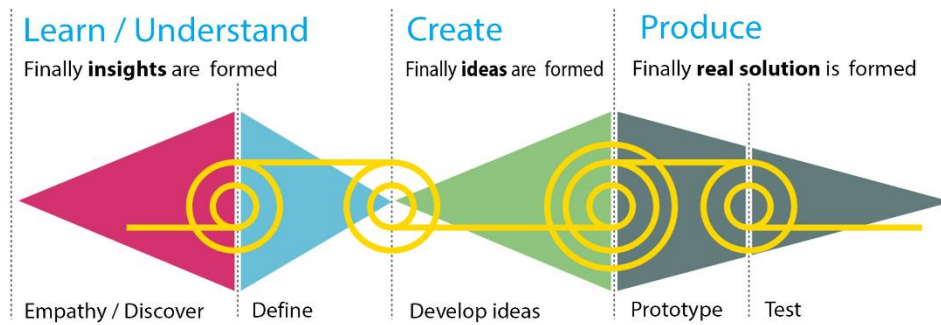 Learn / Understand
Create
Produce
Finally insights are formed
Finally ideas are formed
Finally real solution is formed
Empathy / Discover
Define
Develop ideas
Prototype
Test